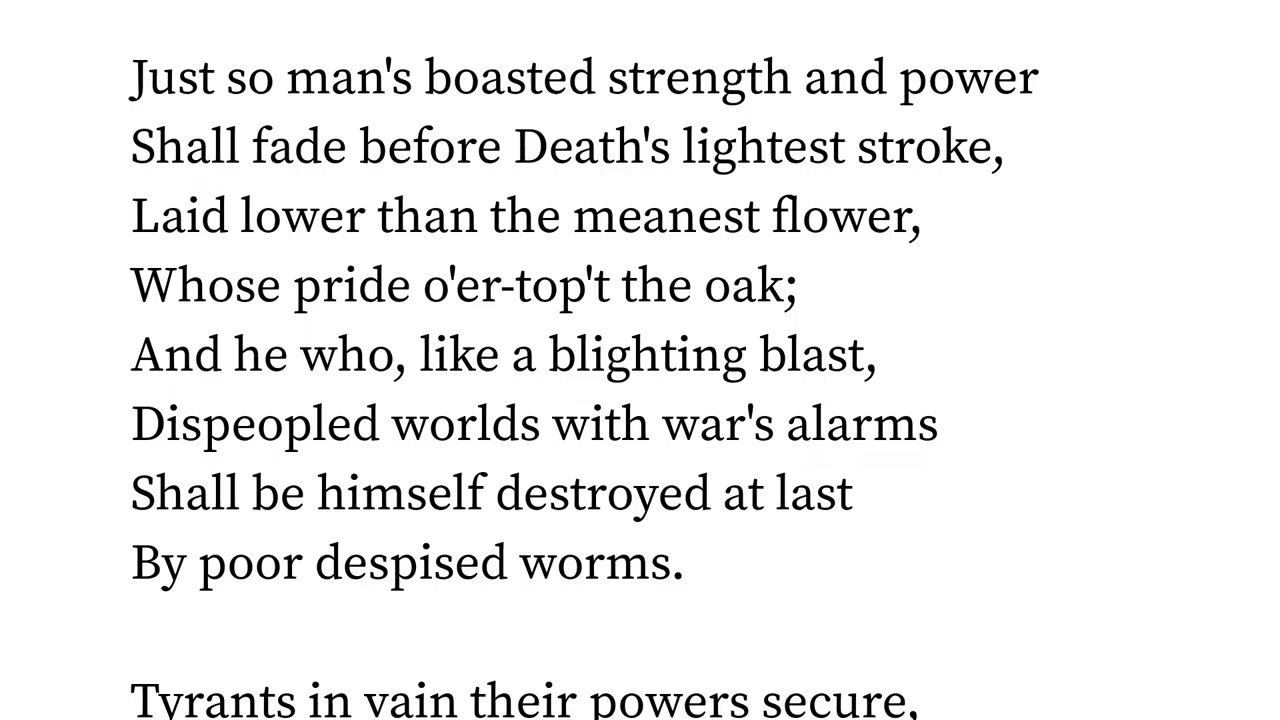 Just so man's boasted strength and power
Shall fade before Death's lightest stroke,
Laid lower than the meanest flower,
Whose pride o'er-top't the oak;
And he who, like a blighting blast,
Dispeopled worlds with war's alarms
Shall be himself destroyed at last
By poor despised worms.

Tyrants in vain their powers secure,